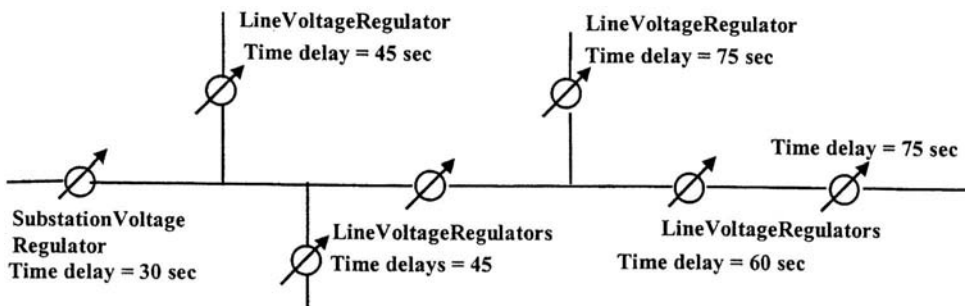 LineVoltageRegulator
Time delay = 45 sec
LineVoltageRegulator
Time delay = 75 sec
Time delay = 75 sec
SubstationVoltage
Regulator
Time delay = 30 sec
LineVoltageRegulators
Time delays = 45
LineVoltageRegulators
Time delay = 60 sec